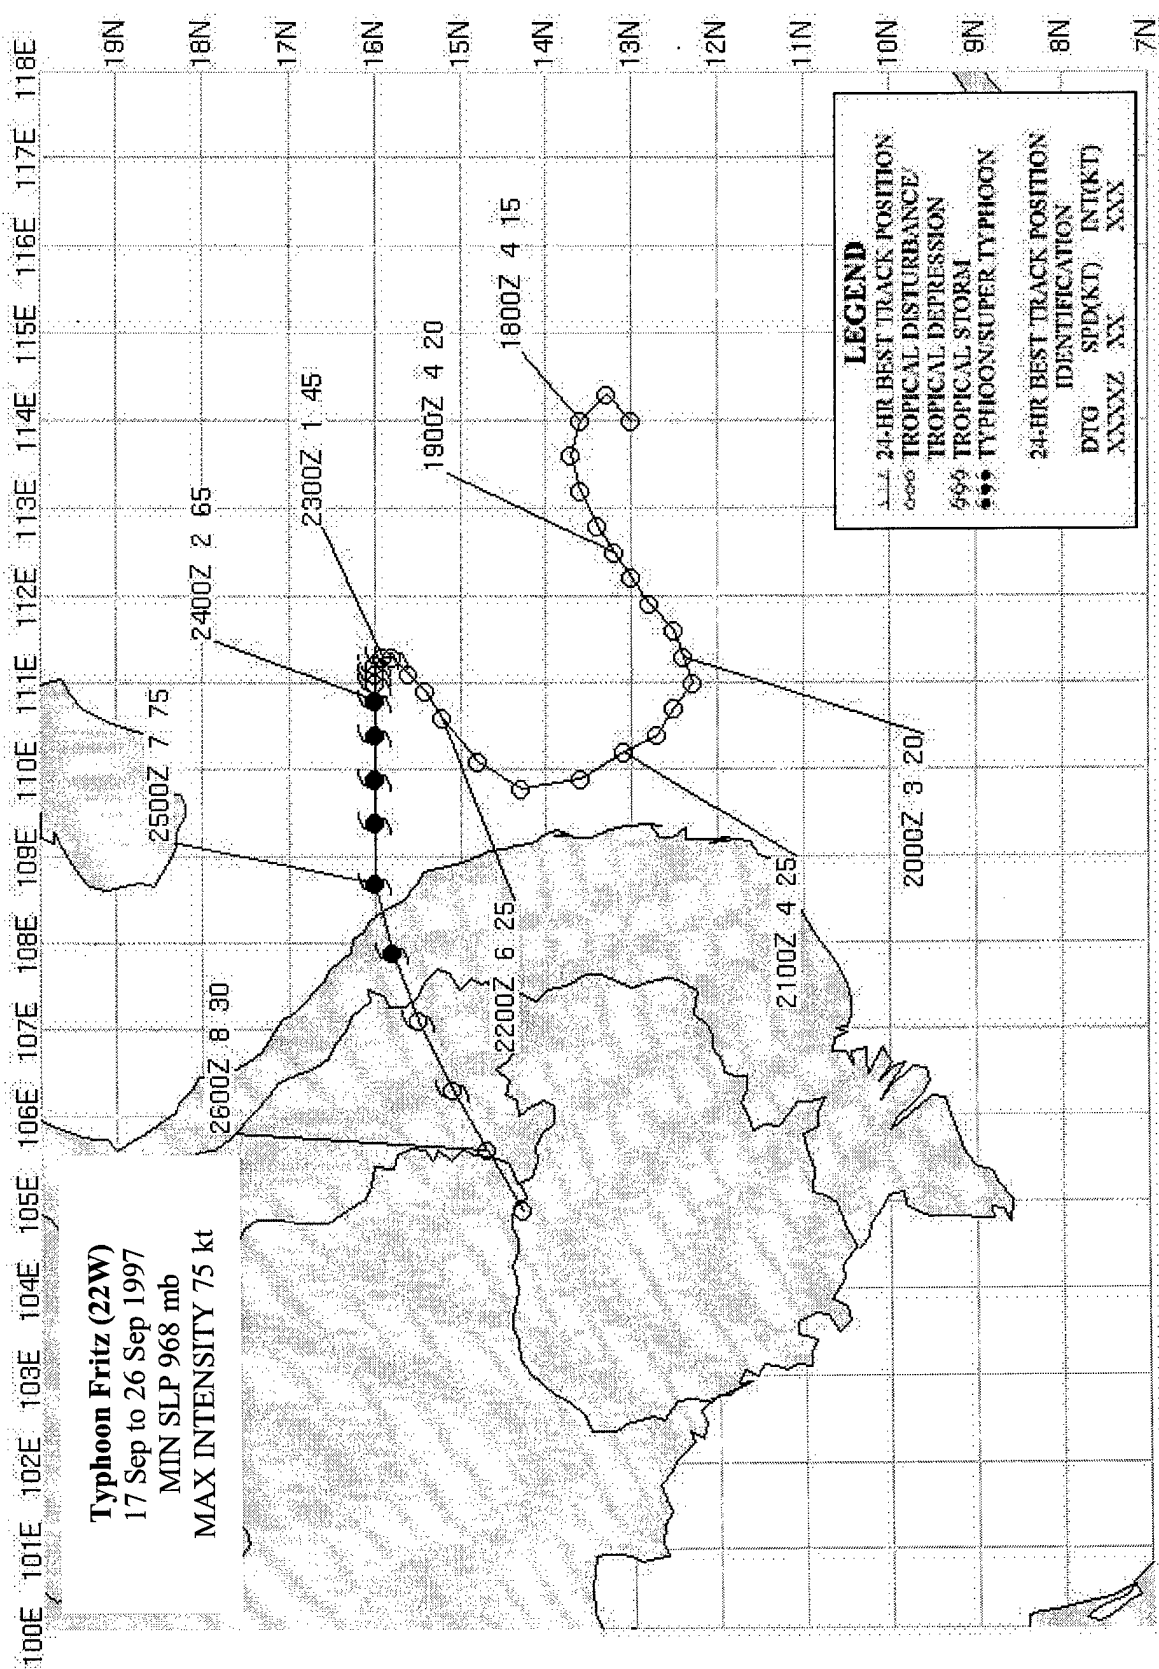 Typhoon Fritz (22W)
17 Sep to 26 Sep 1997
MIN SLP 968 mb
MAX INTENSITY 75 kt
100E 101E 102E 103E 104E 105E 106E 107E 108E 109E 110E 111E 112E 113E 114E 115E 116E 117E 118E
19N
18N
17N
16N
15N
14N
13N
12N
11N
10N
9N
8N
7N
2500Z 7 75
2400Z 2 65
2600Z 8 30
2300Z 1 45
1900Z 4 20
1800Z 4 15
2200Z 6 25
2100Z 4 25
2000Z 3 20
LEGEND
24-HR BEST TRACK POSITION
TROPICAL DISTURBANCE/
TROPICAL DEPRESSION
TROPICAL STORM
TYPHOON/SUPER TYPHOON
24-HR BEST TRACK POSITION
IDENTIFICATION
DTG SPD(KT) INT(KT)
XXXXZ XX XXX